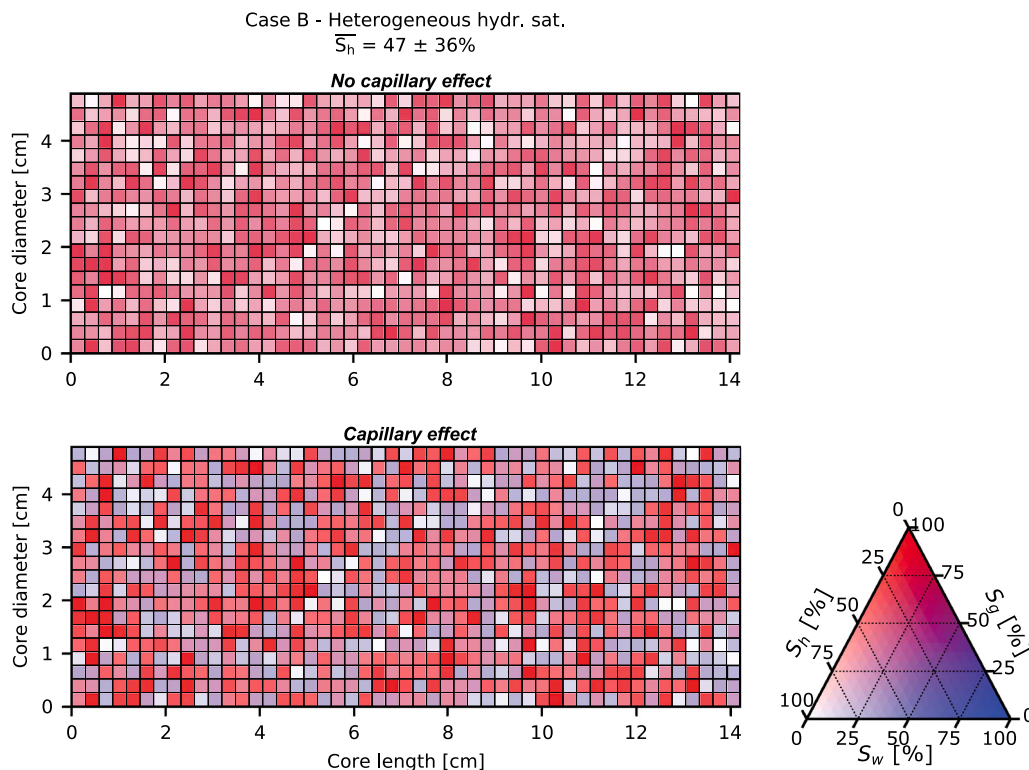 Case B - Heterogeneous hydr. sat.
S̅h̅ = 47 ± 36%
No capillary effect
Core diameter [cm]
4
3
2
1
0
0 2 4 6 8 10 12 14
Capillary effect
Core diameter [cm]
4
3
2
1
0
0 2 4 6 8 10 12 14
Core length [cm]
0
100
25
75
50
50
75
25
100
0
0 25 50 75 100
Sh [%]
Sg [%]
Sw [%]